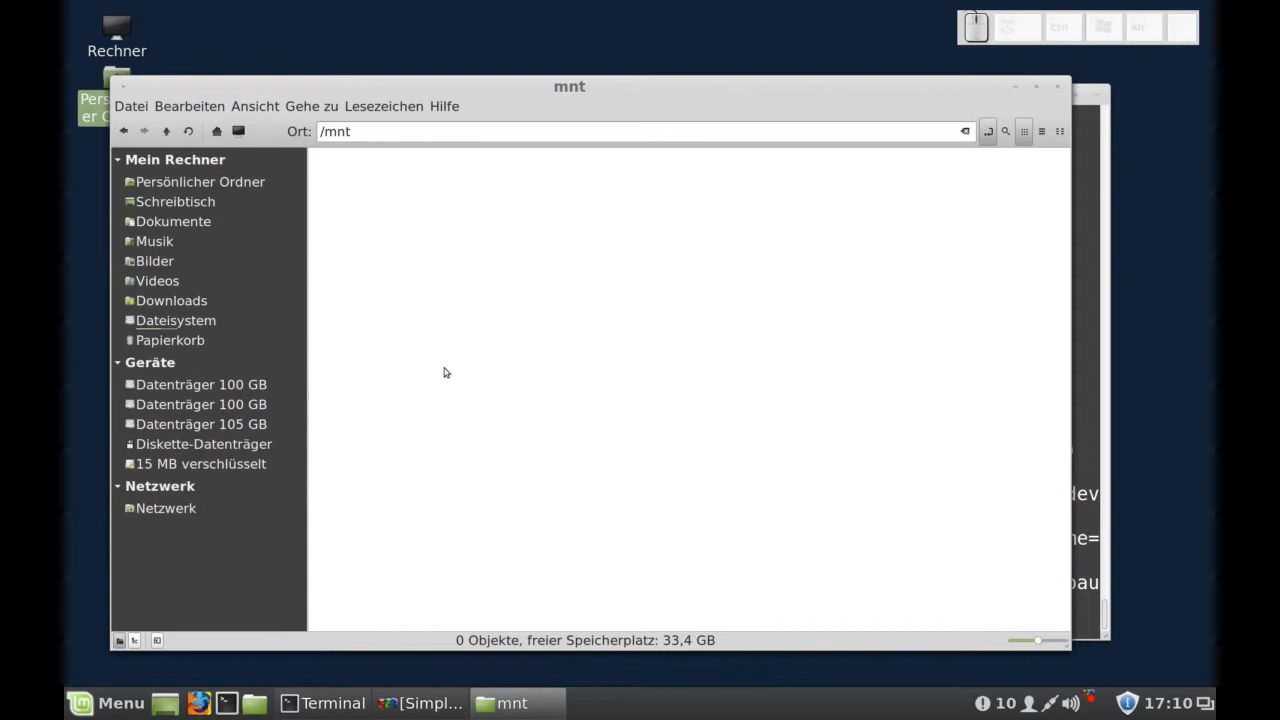 Rechner
Pers
er O
Ctrl
Alt
mnt
Datei Bearbeiten Ansicht Gehe zu Lesezeichen Hilfe
Ort: /mnt
Mein Rechner
Persönlicher Ordner
Schreibtisch
Dokumente
Musik
Bilder
Videos
Downloads
Dateisystem
Papierkorb
Geräte
Datenträger 100 GB
Datenträger 100 GB
Datenträger 105 GB
Diskette-Datenträger
15 MB verschlüsselt
Netzwerk
Netzwerk
dev
me=
bau
0 Objekte, freier Speicherplatz: 33,4 GB
Menu Terminal [Simpl... mnt 10 17:10